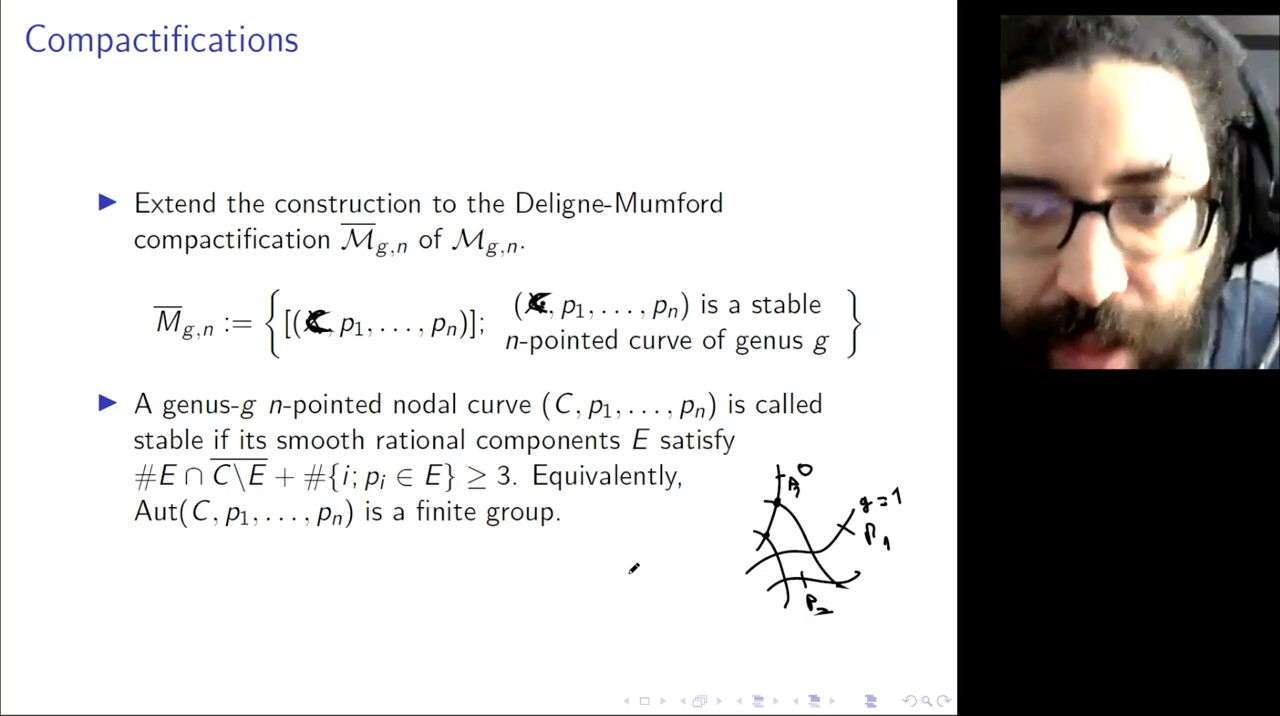 Compactifications
▶ Extend the construction to the Deligne-Mumford
compactification $\overline{\mathcal{M}}_{g,n}$ of $\mathcal{M}_{g,n}$.
$\overline{M}_{g,n} := \{ [(C, p_1, \ldots, p_n)];$ $(C, p_1, \ldots, p_n)$ is a stable
n-pointed curve of genus g $\}$
▶ A genus-g n-pointed nodal curve $(C, p_1, \ldots, p_n)$ is called
stable if its smooth rational components E satisfy
$\#E \cap \overline{C \backslash E} + \#\{i; p_i \in E\} \geq 3$. Equivalently,
Aut$(C, p_1, \ldots, p_n)$ is a finite group.
0
g=1
P1
P2